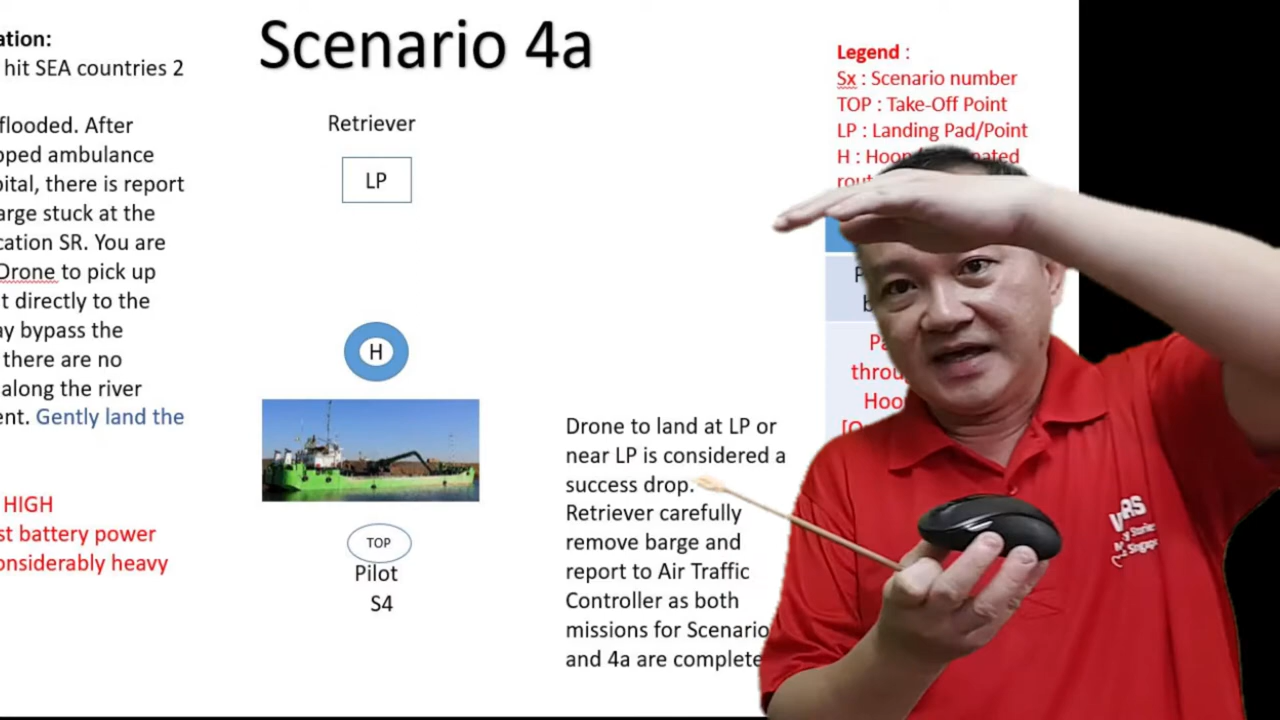 Scenario 4a
ation:
hit SEA countries 2
flooded. After
pped ambulance
pital, there is report
arge stuck at the
cation SR. You are
Drone to pick up
t directly to the
ay bypass the
there are no
along the river
ent. Gently land the
HIGH
st battery power
onsiderably heavy
Retriever
LP
H
TOP
Pilot
S4
Drone to land at LP or
near LP is considered a
success drop.
Retriever carefully
remove barge and
report to Air Traffic
Controller as both
missions for Scenario
and 4a are complete
Legend :
Sx : Scenario number
TOP : Take-Off Point
LP : Landing Pad/Point
H :
throu
Hoo